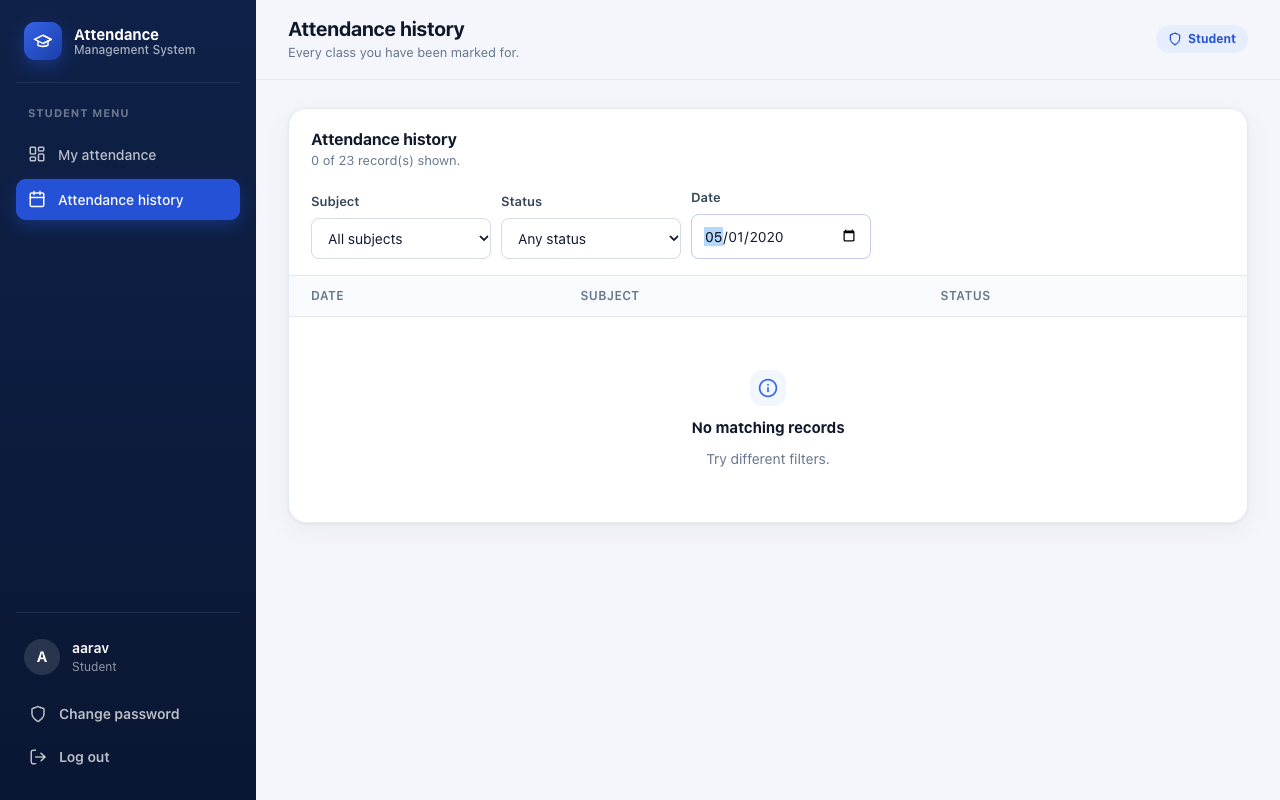 Attendance
Management System
STUDENT MENU
My attendance
Attendance history
A
aarav
Student
Change password
Log out
Attendance history
Every class you have been marked for.
Student
Attendance history
0 of 23 record(s) shown.
Subject
Status
Date
All subjects
Any status
05/01/2020
DATE
SUBJECT
STATUS
No matching records
Try different filters.